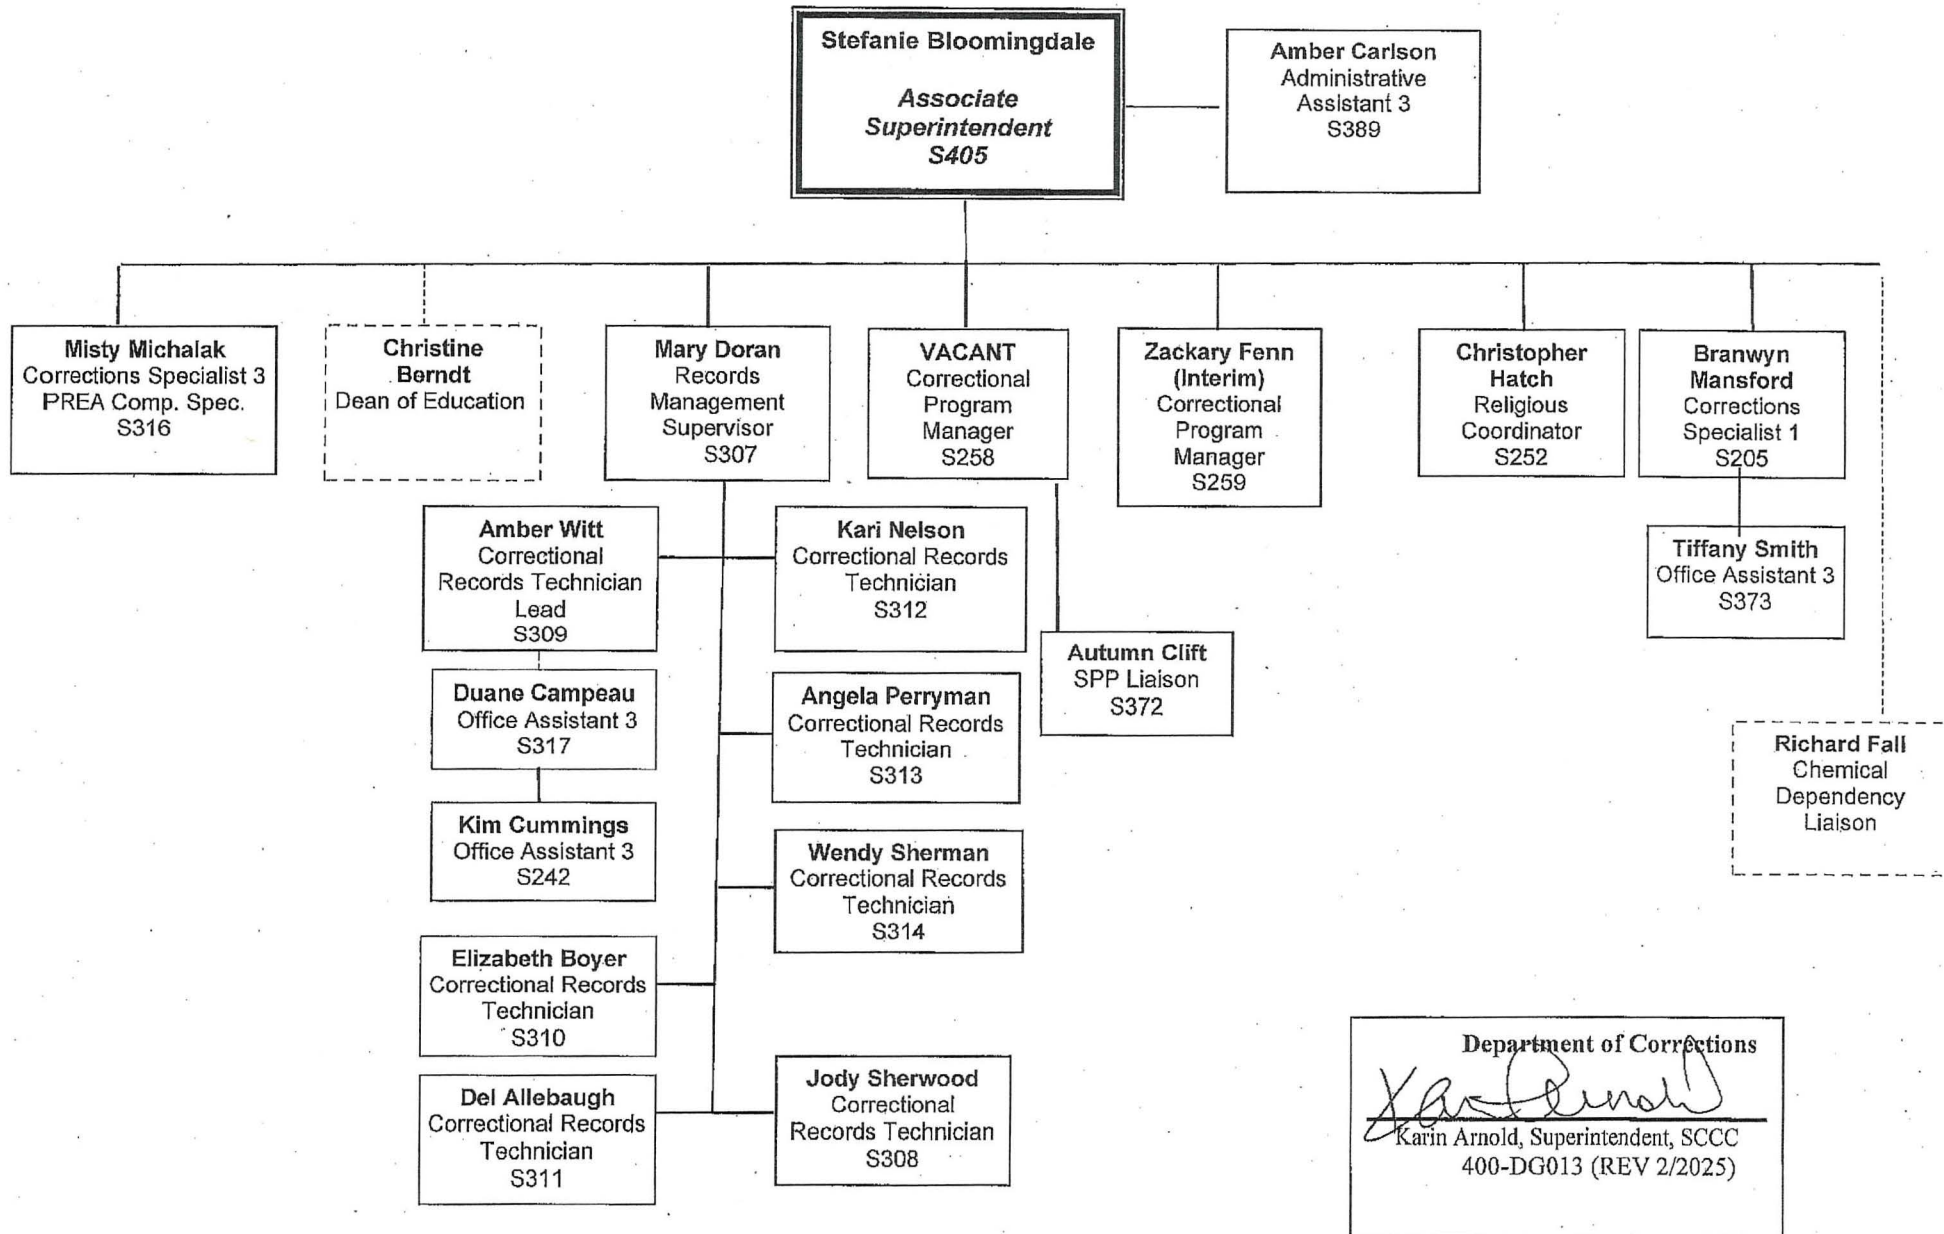 Stefanie Bloomingdale
Associate
Superintendent
S405
Amber Carlson
Administrative
Assistant 3
S389
Misty Michalak
Corrections Specialist 3
PREA Comp. Spec.
S316
Christine
Berndt
Dean of Education
Mary Doran
Records
Management
Supervisor
S307
VACANT
Correctional
Program
Manager
S258
Zackary Fenn
(Interim)
Correctional
Program
Manager
S259
Christopher
Hatch
Religious
Coordinator
S252
Branwyn
Mansford
Corrections
Specialist 1
S205
Amber Witt
Correctional
Records Technician
Lead
S309
Kari Nelson
Correctional Records
Technician
S312
Tiffany Smith
Office Assistant 3
S373
Autumn Clift
SPP Liaison
S372
Duane Campeau
Office Assistant 3
S317
Angela Perryman
Correctional Records
Technician
S313
Richard Fall
Chemical
Dependency
Liaison
Kim Cummings
Office Assistant 3
S242
Wendy Sherman
Correctional Records
Technician
S314
Elizabeth Boyer
Correctional Records
Technician
S310
Del Allebaugh
Correctional Records
Technician
S311
Jody Sherwood
Correctional
Records Technician
S308
Department of Corrections
Karin Arnold, Superintendent, SCCC
400-DG013 (REV 2/2025)